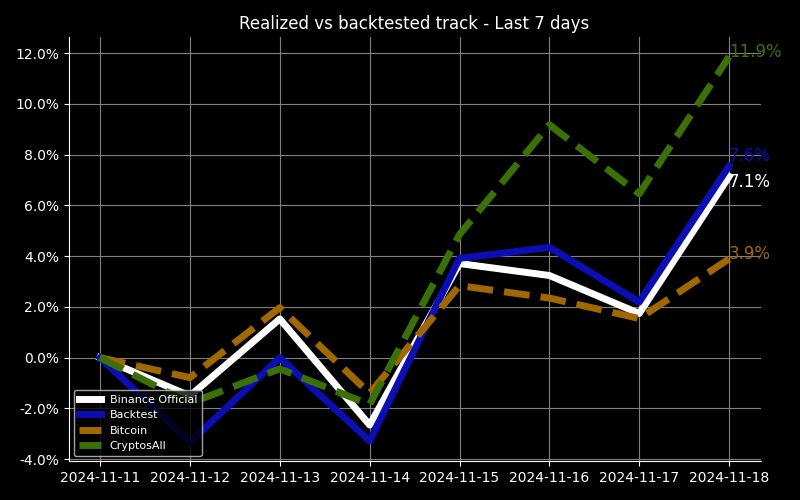 Realized vs backtested track - Last 7 days
12.0%
10.0%
8.0%
6.0%
4.0%
2.0%
0.0%
-2.0%
-4.0%
11.9%
7.6%
7.1%
3.9%
Binance Official
Backtest
Bitcoin
CryptosAll
2024-11-11 2024-11-12 2024-11-13 2024-11-14 2024-11-15 2024-11-16 2024-11-17 2024-11-18